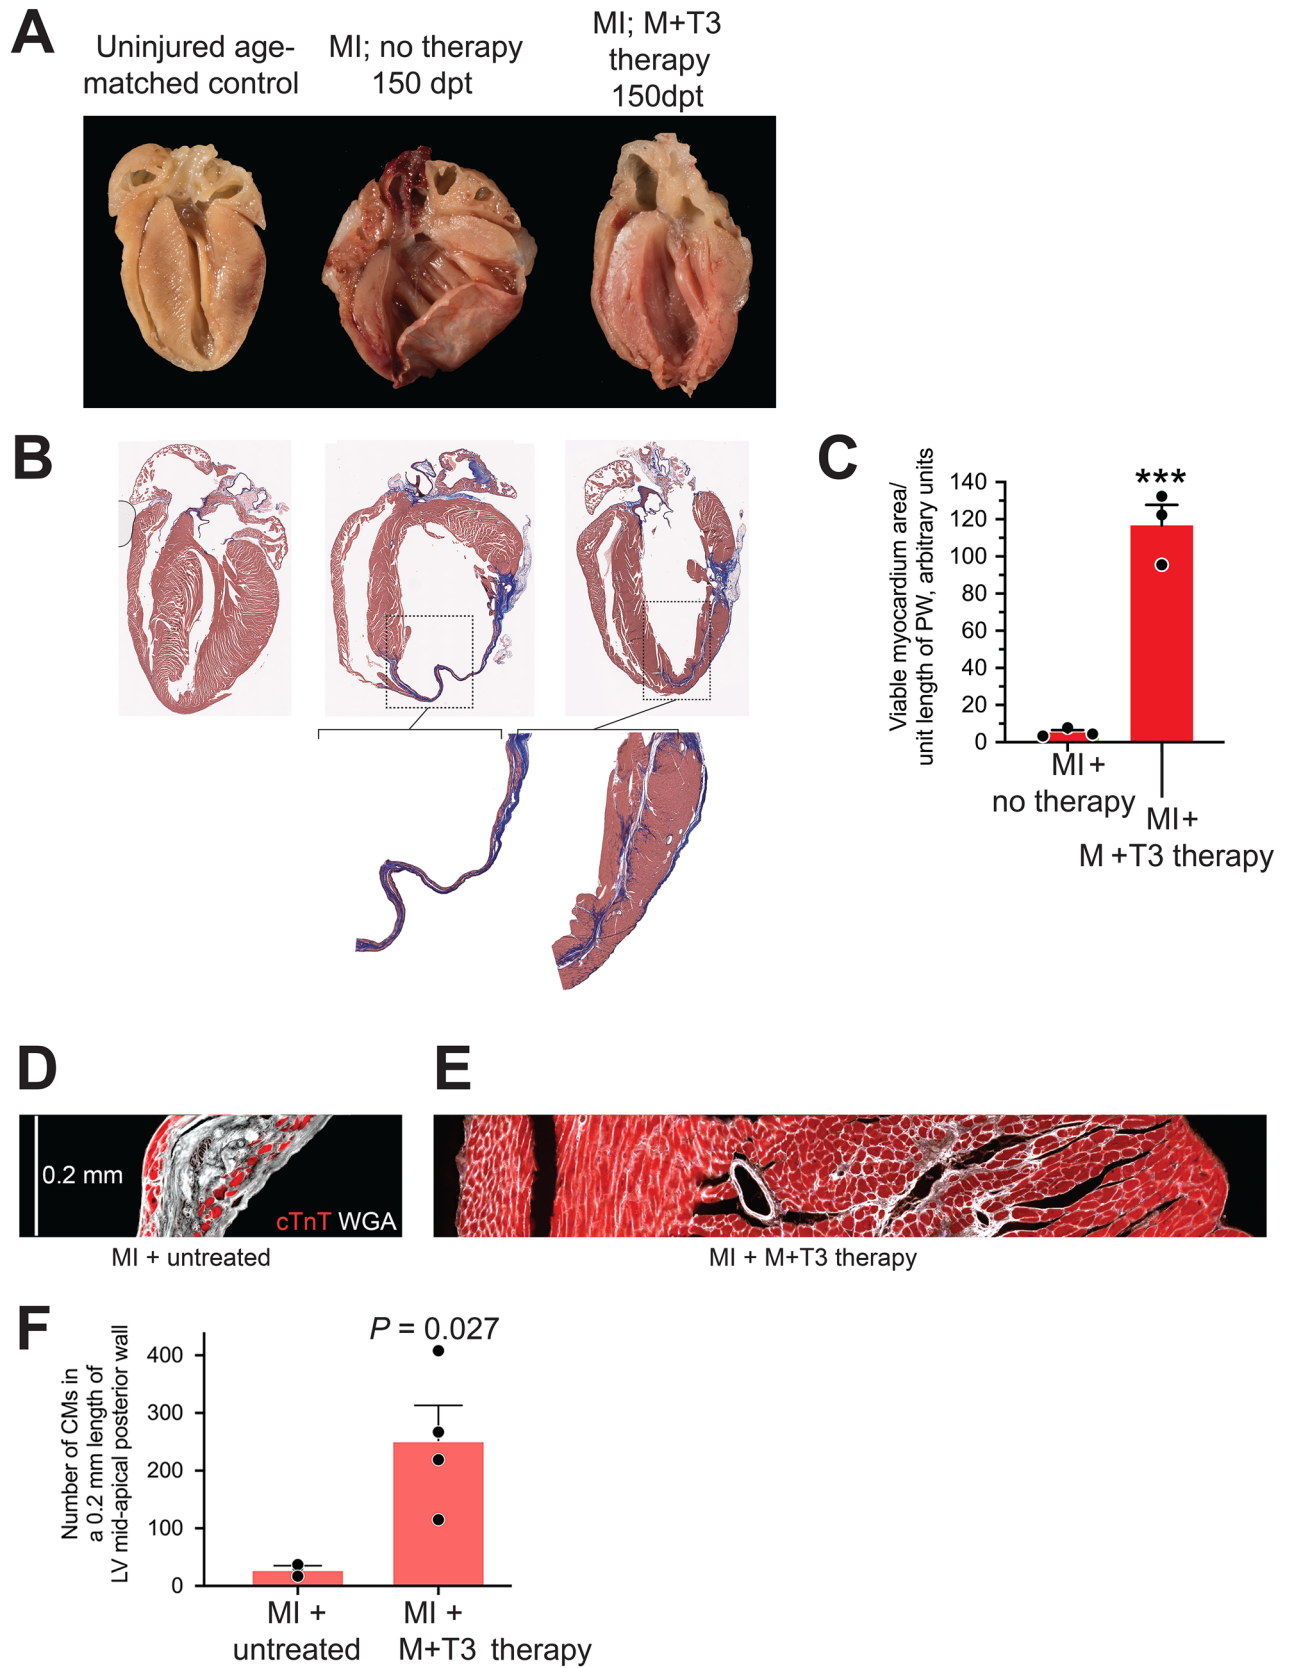 A
Uninjured age-
matched control
MI; no therapy
150 dpt
MI; M+T3
therapy
150dpt
B
C
Viable myocardium area/
unit length of PW, arbitrary units
140
120
100
80
60
40
20
0
***
MI +
no therapy
MI+
M +T3 therapy
D
0.2 mm
cTnT WGA
MI + untreated
E
MI + M+T3 therapy
F
Number of CMs in
a 0.2 mm length of
LV mid-apical posterior wall
400
300
200
100
0
P = 0.027
MI +
untreated
MI +
M+T3 therapy